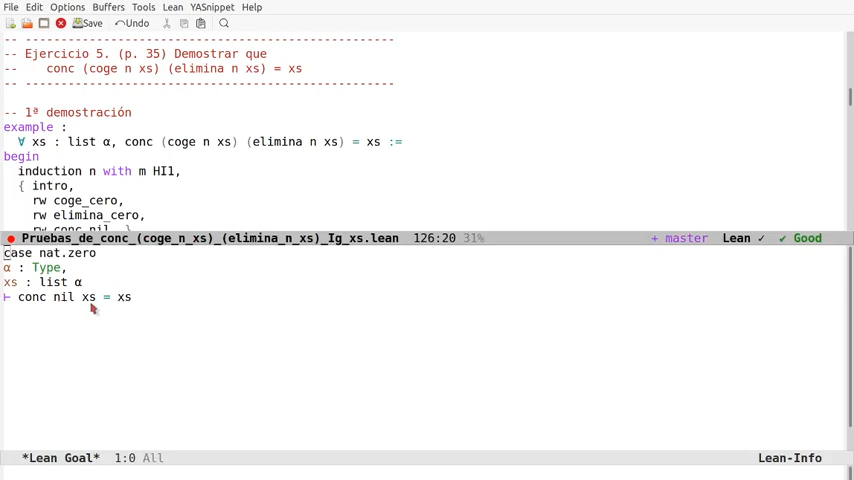 File Edit Options Buffers Tools Lean YASnippet Help
Save Undo
-- ----------------------------------------------------
-- Ejercicio 5. (p. 35) Demostrar que
--    conc (coge n xs) (elimina n xs) = xs
-- ----------------------------------------------------
-- 1ª demostración
example :
  ∀ xs : list α, conc (coge n xs) (elimina n xs) = xs :=
begin
  induction n with m HI1,
  { intro,
    rw coge_cero,
    rw elimina_cero,
    rw conc_nil, }
Pruebas_de_conc_(coge_n_xs)_(elimina_n_xs)_Ig_xs.lean 126:20 31% + master Lean ✓ ✔ Good
case nat.zero
α : Type,
xs : list α
⊢ conc nil xs = xs
*Lean Goal* 1:0 All Lean-Info